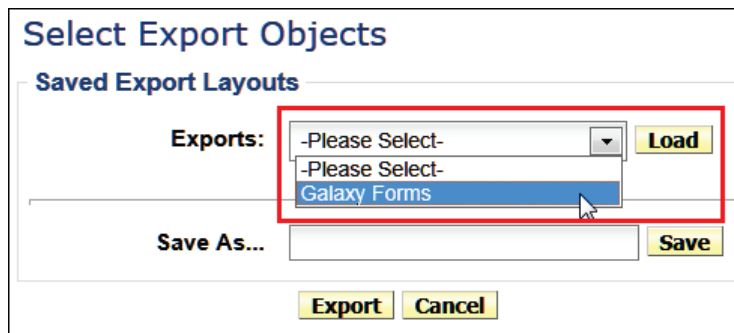 Select Export Objects
Saved Export Layouts
Exports: -Please Select- Load
-Please Select-
Galaxy Forms
Save As... Save
Export Cancel